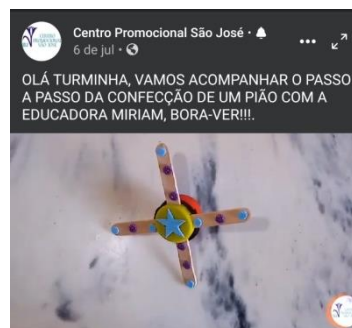 Centro Promocional São José
6 de jul
OLÁ TURMINHA, VAMOS ACOMPANHAR O PASSO
A PASSO DA CONFECÇÃO DE UM PIÃO COM A
EDUCADORA MIRIAM, BORA-VER!!!.